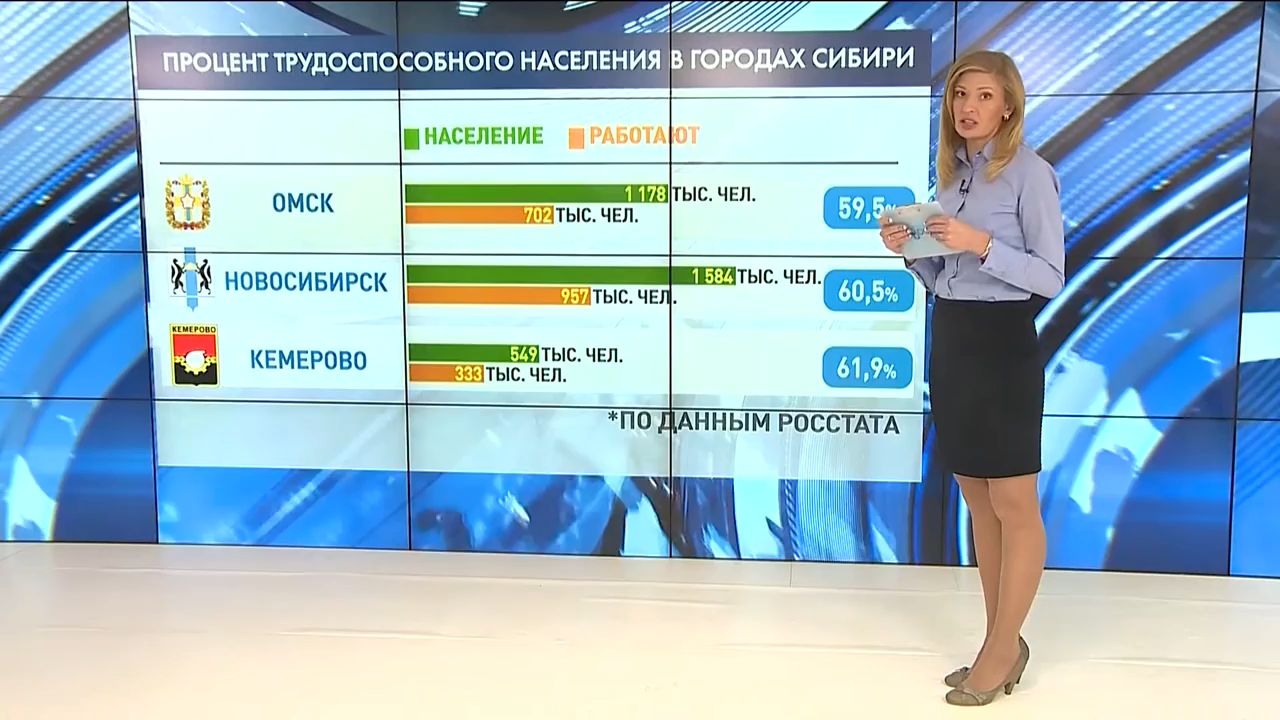 ПРОЦЕНТ ТРУДОСПОСОБНОГО НАСЕЛЕНИЯ В ГОРОДАХ СИБИРИ
НАСЕЛЕНИЕ РАБОТАЮТ
ОМСК 1 178 ТЫС. ЧЕЛ. 59,5%
702 ТЫС. ЧЕЛ.
НОВОСИБИРСК 1 584 ТЫС. ЧЕЛ. 60,5%
957 ТЫС. ЧЕЛ.
КЕМЕРОВО
КЕМЕРОВО 549 ТЫС. ЧЕЛ. 61,9%
333 ТЫС. ЧЕЛ.
*ПО ДАННЫМ РОССТАТА